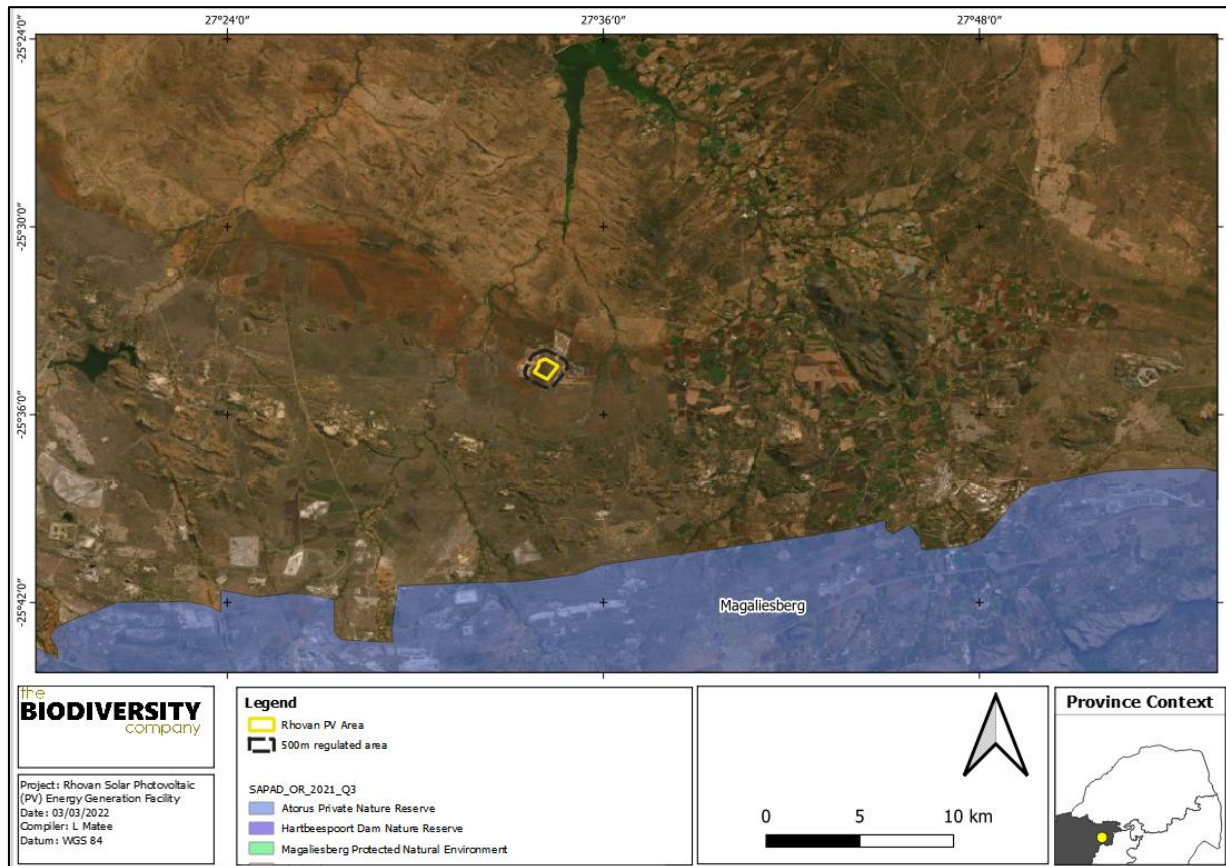 27°24′0″ 27°36′0″ 27°48′0″
-25°24′0″
-25°30′0″
-25°36′0″
-25°42′0″
Magaliesberg
the
BIODIVERSITY
company
Project: Rhovan Solar Photovoltaic
(PV) Energy Generation Facility
Date: 03/03/2022
Compiler: L Matee
Datum: WGS 84
Legend
Rhovan PV Area
500m regulated area
SAPAD_OR_2021_Q3
Atorus Private Nature Reserve
Hartbeespoort Dam Nature Reserve
Magaliesberg Protected Natural Environment
0 5 10 km
Province Context